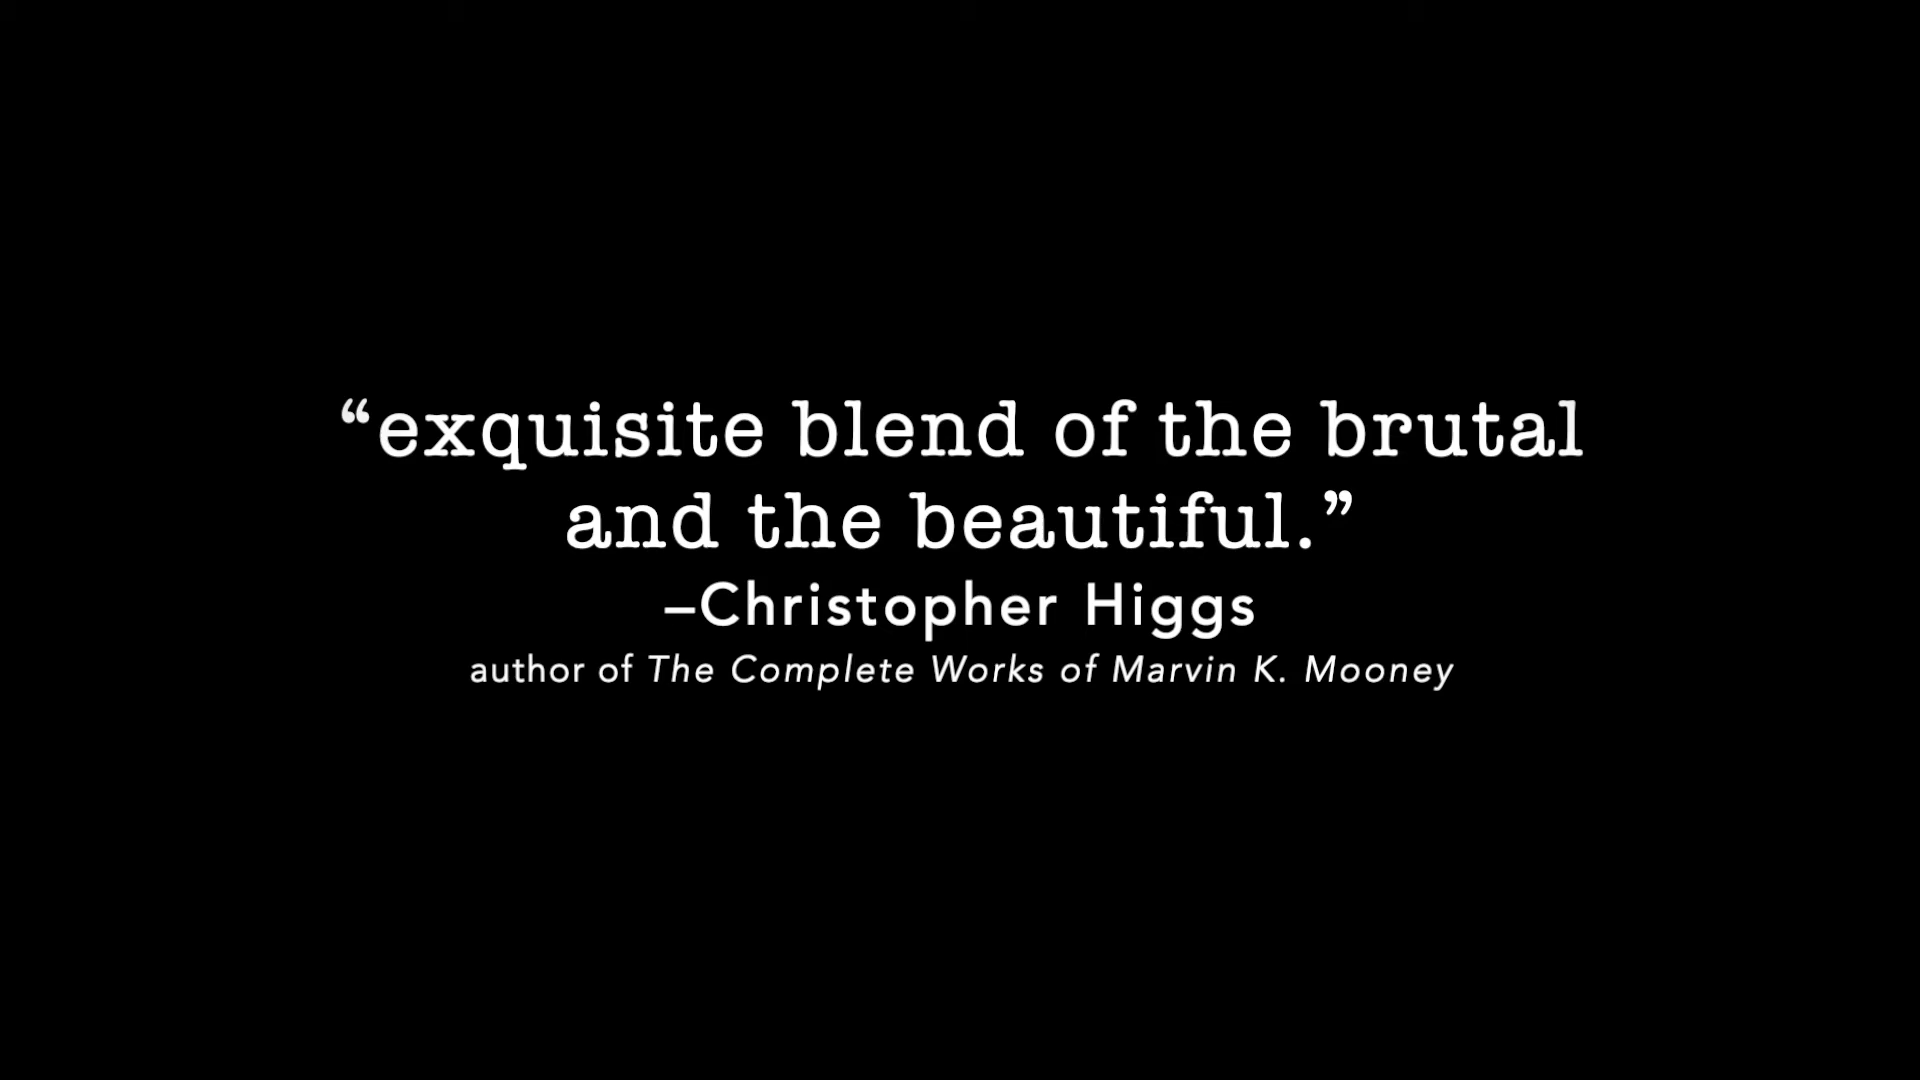 “exquisite blend of the brutal
and the beautiful.”
–Christopher Higgs
author of The Complete Works of Marvin K. Mooney